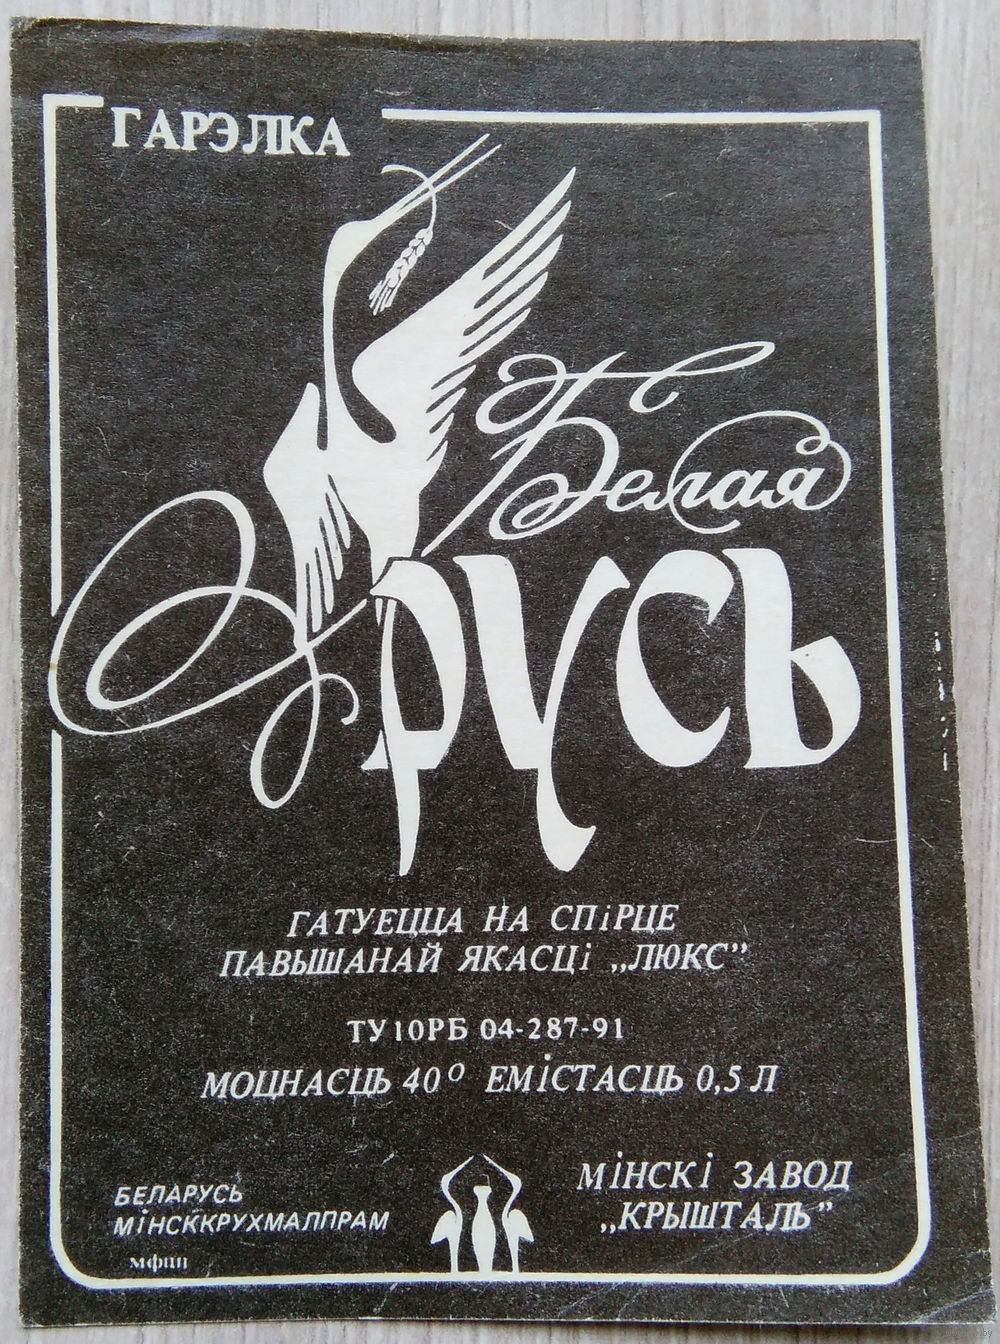 ГАРЭЛКА
Белая
РУСЬ
ГАТУЕЦЦА НА СПіРЦЕ
ПАВЫШАНАЙ ЯКАСЦі „ЛЮКС”
ТУ10РБ 04-287-91
МОЦНАСЦЬ 40° ЕМіСТАСЦЬ 0,5 Л
БЕЛАРУСЬ
МіНСККРУХМАЛПРАМ
МФЦП
МіНСКі ЗАВОД
„КРЫШТАЛЬ”